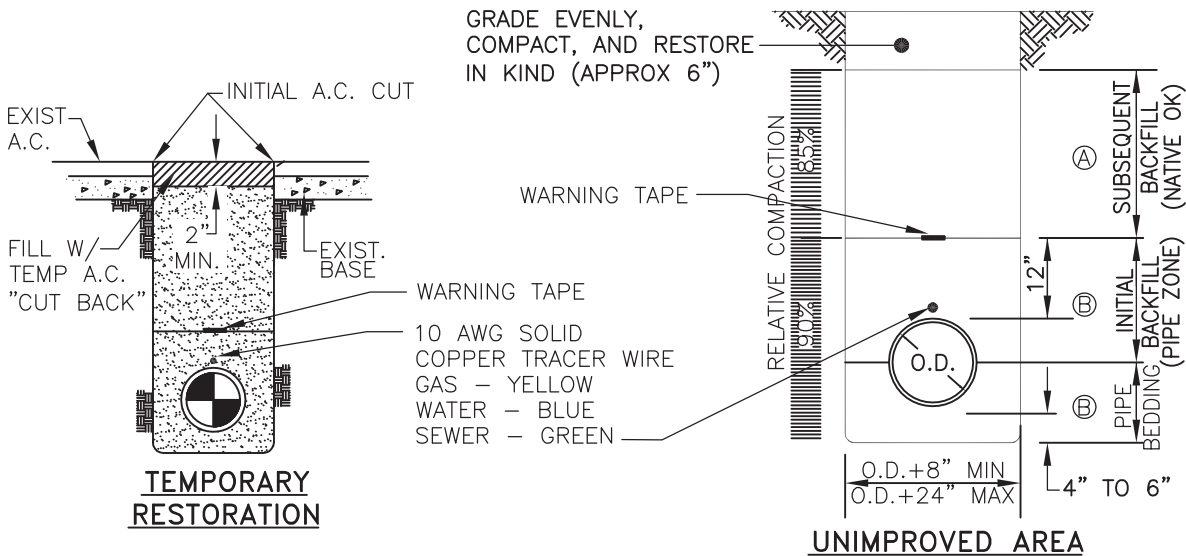 GRADE EVENLY,
COMPACT, AND RESTORE
IN KIND (APPROX 6”)
INITIAL A.C. CUT
EXIST
A.C.
2”
MIN.
FILL W/
TEMP A.C.
"CUT BACK"
EXIST.
BASE
WARNING TAPE
10 AWG SOLID
COPPER TRACER WIRE
GAS – YELLOW
WATER – BLUE
SEWER – GREEN
TEMPORARY
RESTORATION
WARNING TAPE
RELATIVE COMPACTION
85%
90%
O.D.
12”
A
SUBSEQUENT
BACKFILL
(NATIVE OK)
B
INITIAL
BACKFILL
(PIPE ZONE)
B
PIPE
BEDDING
O.D.+8” MIN
O.D.+24” MAX
4” TO 6”
UNIMPROVED AREA